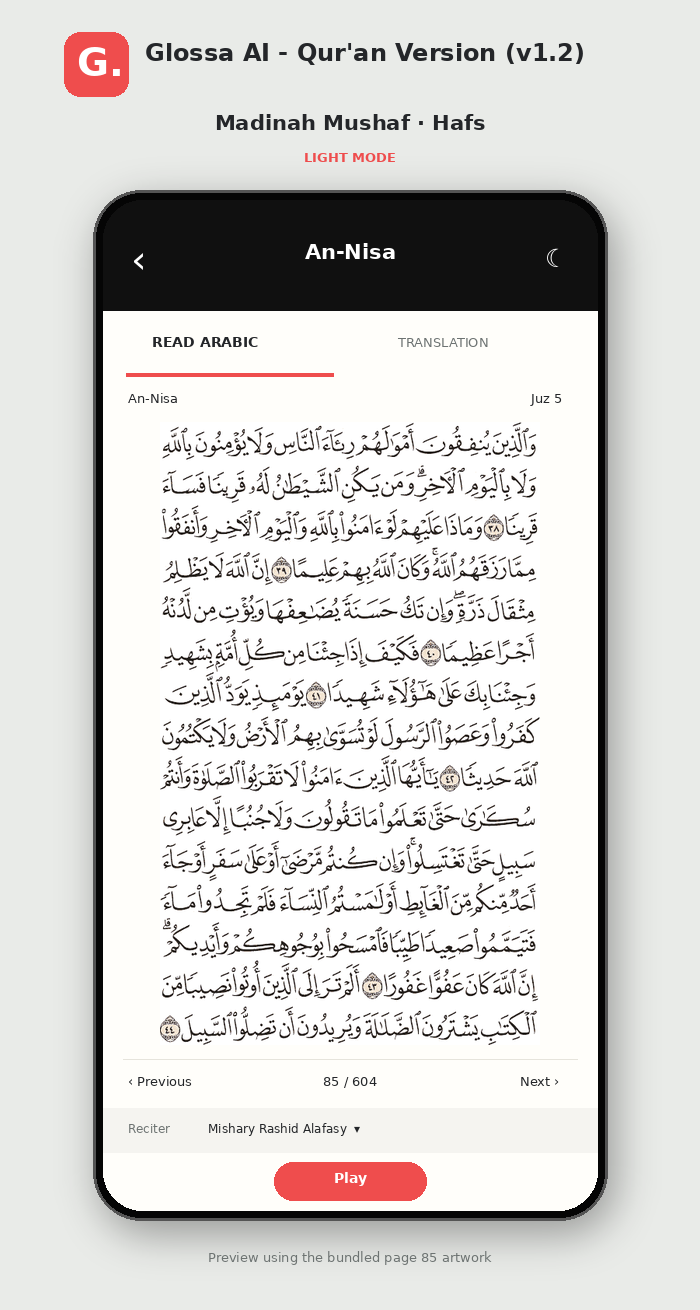 G.
Glossa AI - Qur'an Version (v1.2)
Madinah Mushaf · Hafs
LIGHT MODE
‹
An-Nisa
☾
READ ARABIC
TRANSLATION
An-Nisa
Juz 5
وَٱلَّذِينَ يُنفِقُونَ أَمْوَٰلَهُمْ رِئَآءَ ٱلنَّاسِ وَلَا يُؤْمِنُونَ بِٱللَّهِ
وَلَا بِٱلْيَوْمِ ٱلْـَٔاخِرِۗ وَمَن يَكُنِ ٱلشَّيْطَٰنُ لَهُۥ قَرِينًا فَسَآءَ
قَرِينًا ٣٨ وَمَاذَا عَلَيْهِمْ لَوْ ءَامَنُوا۟ بِٱللَّهِ وَٱلْيَوْمِ ٱلْـَٔاخِرِ وَأَنفَقُوا۟
مِمَّا رَزَقَهُمُ ٱللَّهُۚ وَكَانَ ٱللَّهُ بِهِمْ عَلِيمًا ٣٩ إِنَّ ٱللَّهَ لَا يَظْلِمُ
مِثْقَالَ ذَرَّةٍۖ وَإِن تَكُ حَسَنَةً يُضَٰعِفْهَا وَيُؤْتِ مِن لَّدُنْهُ
أَجْرًا عَظِيمًا ٤٠ فَكَيْفَ إِذَا جِئْنَا مِن كُلِّ أُمَّةٍۭ بِشَهِيدٍ
وَجِئْنَا بِكَ عَلَىٰ هَٰٓؤُلَآءِ شَهِيدًا ٤١ يَوْمَئِذٍ يَوَدُّ ٱلَّذِينَ
كَفَرُوا۟ وَعَصَوُا۟ ٱلرَّسُولَ لَوْ تُسَوَّىٰ بِهِمُ ٱلْأَرْضُ وَلَا يَكْتُمُونَ
ٱللَّهَ حَدِيثًا ٤٢ يَٰٓأَيُّهَا ٱلَّذِينَ ءَامَنُوا۟ لَا تَقْرَبُوا۟ ٱلصَّلَوٰةَ وَأَنتُمْ
سُكَٰرَىٰ حَتَّىٰ تَعْلَمُوا۟ مَا تَقُولُونَ وَلَا جُنُبًا إِلَّا عَابِرِى
سَبِيلٍ حَتَّىٰ تَغْتَسِلُوا۟ۚ وَإِن كُنتُم مَّرْضَىٰٓ أَوْ عَلَىٰ سَفَرٍ أَوْ جَآءَ
أَحَدٌ مِّنكُم مِّنَ ٱلْغَآئِطِ أَوْ لَٰمَسْتُمُ ٱلنِّسَآءَ فَلَمْ تَجِدُوا۟ مَآءً
فَتَيَمَّمُوا۟ صَعِيدًا طَيِّبًا فَٱمْسَحُوا۟ بِوُجُوهِكُمْ وَأَيْدِيكُمْۗ
إِنَّ ٱللَّهَ كَانَ عَفُوًّا غَفُورًا ٤٣ أَلَمْ تَرَ إِلَى ٱلَّذِينَ أُوتُوا۟ نَصِيبًا مِّنَ
ٱلْكِتَٰبِ يَشْتَرُونَ ٱلضَّلَٰلَةَ وَيُرِيدُونَ أَن تَضِلُّوا۟ ٱلسَّبِيلَ ٤٤
‹ Previous
85 / 604
Next ›
Reciter
Mishary Rashid Alafasy ▾
Play
Preview using the bundled page 85 artwork